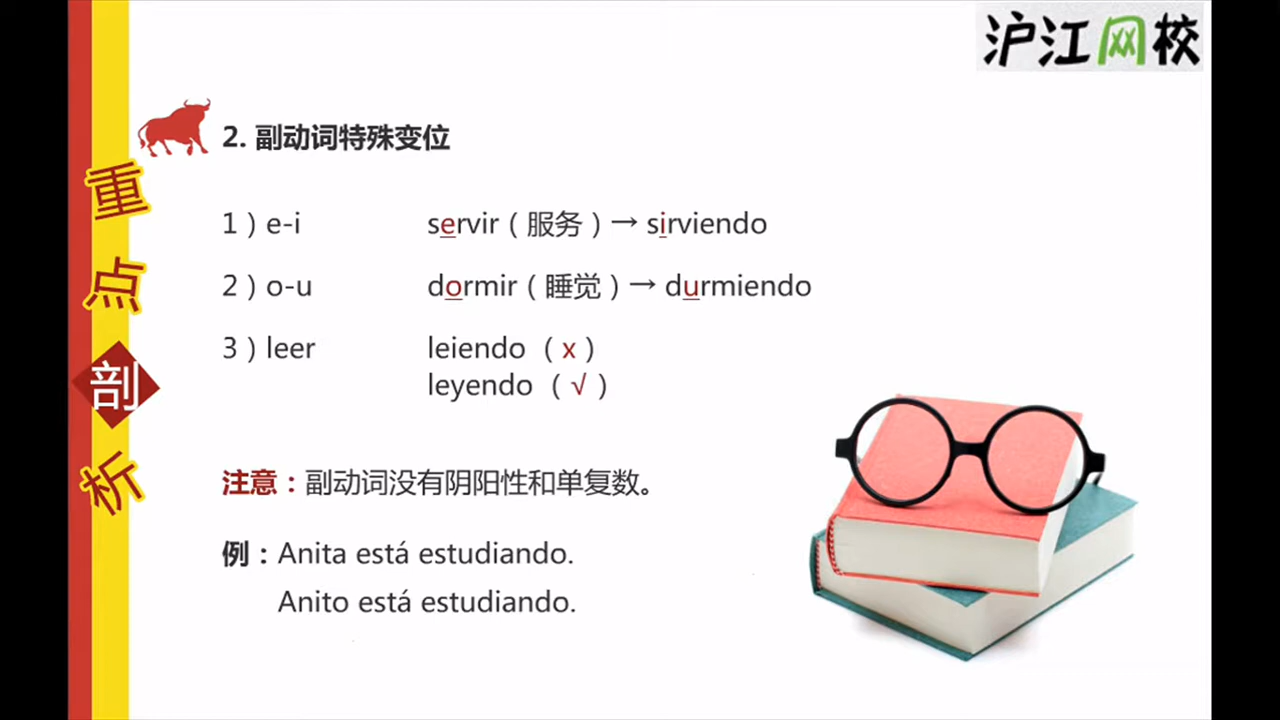 沪江网校
重点剖析
2. 副动词特殊变位
1）e-i servir（服务）→ sirviendo
2）o-u dormir（睡觉）→ durmiendo
3）leer leiendo （x）
leyendo （√）
注意：副动词没有阴阳性和单复数。
例：Anita está estudiando.
Anito está estudiando.